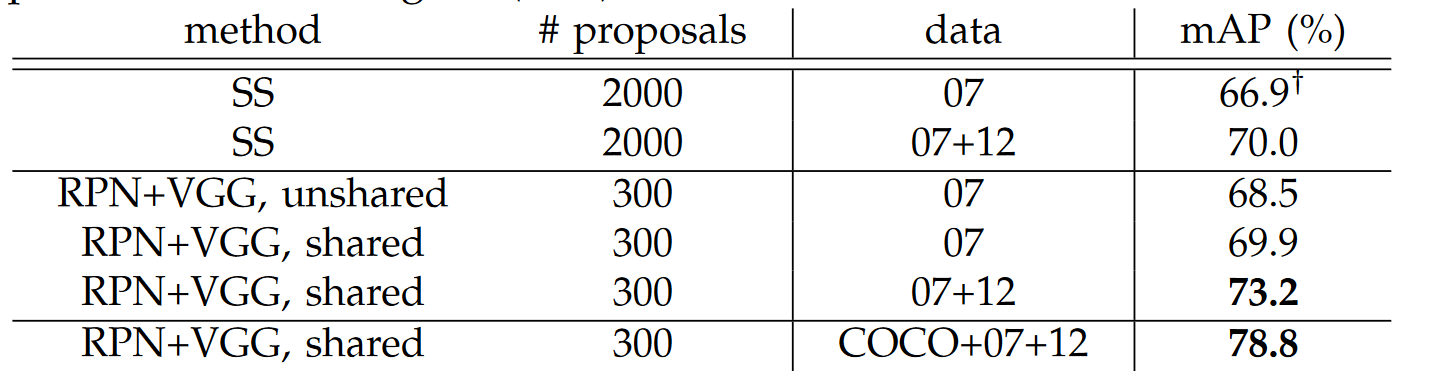 method # proposals data mAP (%)
SS 2000 07 66.9†
SS 2000 07+12 70.0
RPN+VGG, unshared 300 07 68.5
RPN+VGG, shared 300 07 69.9
RPN+VGG, shared 300 07+12 73.2
RPN+VGG, shared 300 COCO+07+12 78.8